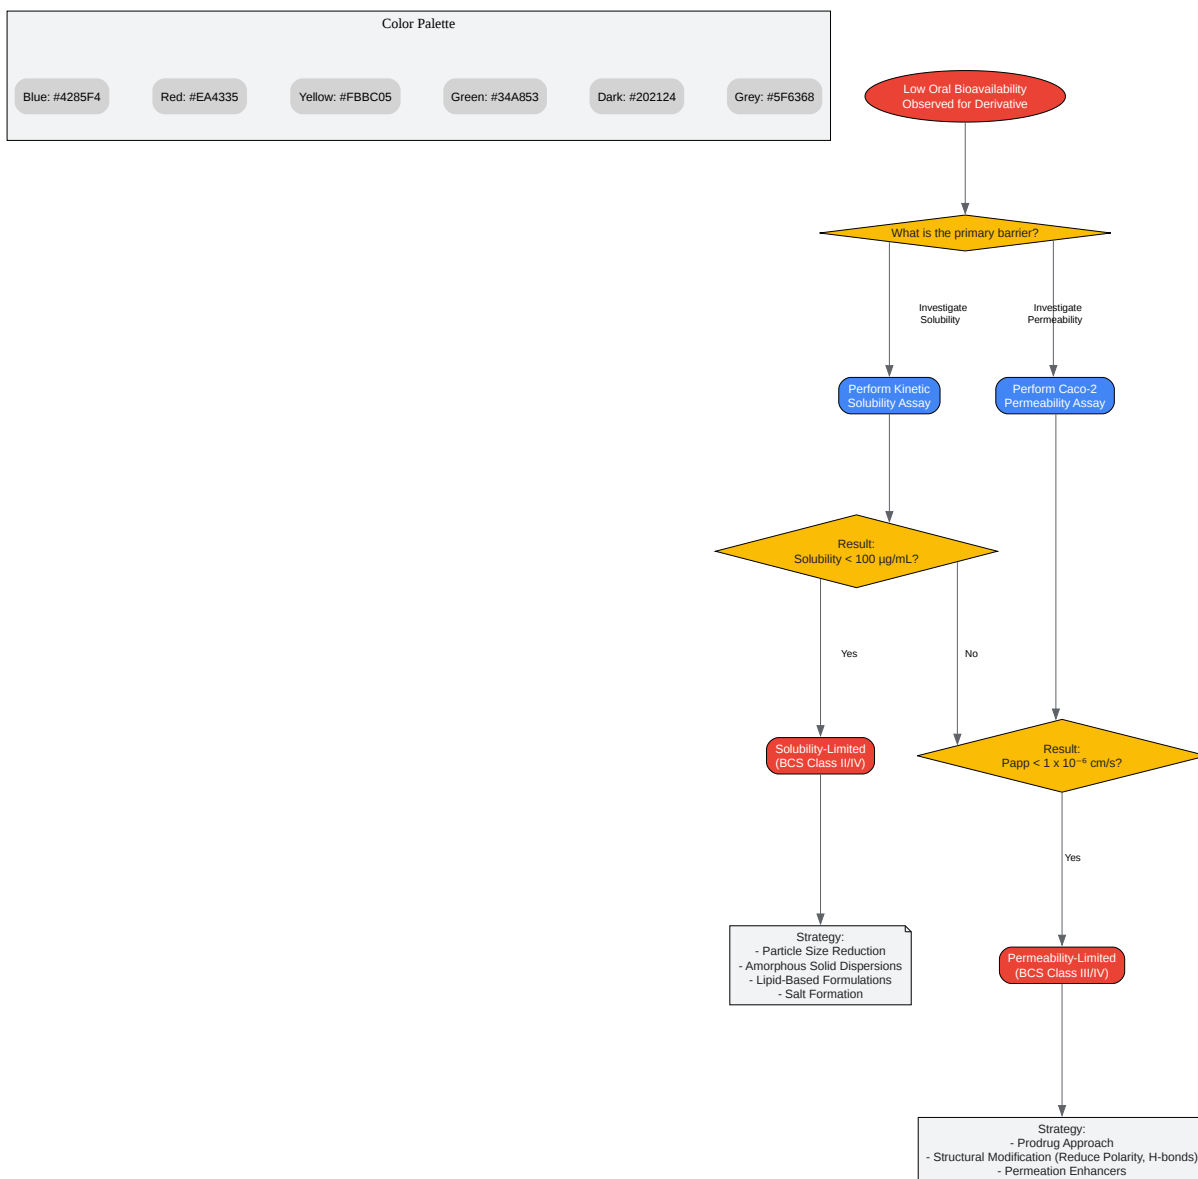 Color Palette
Blue: #4285F4
Red: #EA4335
Yellow: #FBBC05
Green: #34A853
Dark: #202124
Grey: #5F6368
Low Oral Bioavailability
Observed for Derivative
What is the primary barrier?
Investigate
Solubility
Investigate
Permeability
Perform Kinetic
Solubility Assay
Perform Caco-2
Permeability Assay
Result:
Solubility < 100 µg/mL?
Yes
No
Result:
Papp < 1 x 10⁻⁶ cm/s?
Solubility-Limited
(BCS Class II/IV)
Yes
Strategy:
- Particle Size Reduction
- Amorphous Solid Dispersions
- Lipid-Based Formulations
- Salt Formation
Permeability-Limited
(BCS Class III/IV)
Strategy:
- Prodrug Approach
- Structural Modification (Reduce Polarity, H-bonds)
- Permeation Enhancers